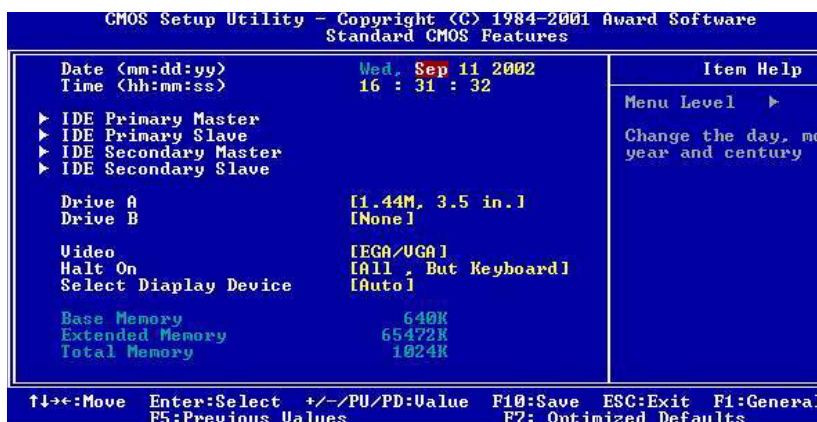 CMOS Setup Utility - Copyright (C) 1984-2001 Award Software
Standard CMOS Features
Date (mm:dd:yy) Wed, Sep 11 2002
Time (hh:mm:ss) 16 : 31 : 32
▶ IDE Primary Master
▶ IDE Primary Slave
▶ IDE Secondary Master
▶ IDE Secondary Slave
Drive A [1.44M, 3.5 in.]
Drive B [None]
Video [EGA/VGA]
Halt On [All , But Keyboard]
Select Diaplay Device [Auto]
Base Memory 640K
Extended Memory 65472K
Total Memory 1024K
Item Help
Menu Level ▶
Change the day, mo
year and century
↑↓→←:Move Enter:Select +/-/PU/PD:Value F10:Save ESC:Exit F1:General
F5:Previous Values F7: Optimized Defaults